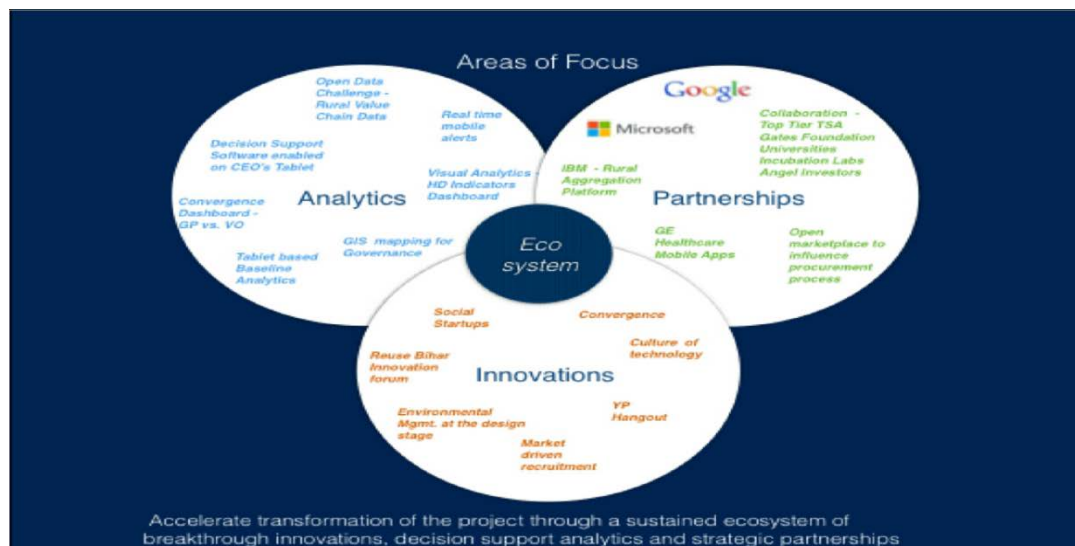 Areas of Focus
Open Data
Challenge -
Rural Value
Chain Data
Real time
mobile
alerts
Decision Support
Software enabled
on CEO's Tablet
Visual Analytics -
HD Indicators
Dashboard
Analytics
Convergence
Dashboard -
GP vs. VO
GIS mapping for
Governance
Tablet based
Baseline
Analytics
Google
Microsoft
Collaboration -
Top Tier TSA
Gates Foundation
Universities
Incubation Labs
Angel Investors
IBM - Rural
Aggregation
Platform
Partnerships
GE
Healthcare
Mobile Apps
Open
marketplace to
influence
procurement
process
Eco
system
Social
Startups
Convergence
Culture of
technology
Reuse Bihar
Innovation
forum
Innovations
Environmental
Mgmt. at the design
stage
YP
Hangout
Market
driven
recruitment
Accelerate transformation of the project through a sustained ecosystem of
breakthrough innovations, decision support analytics and strategic partnerships